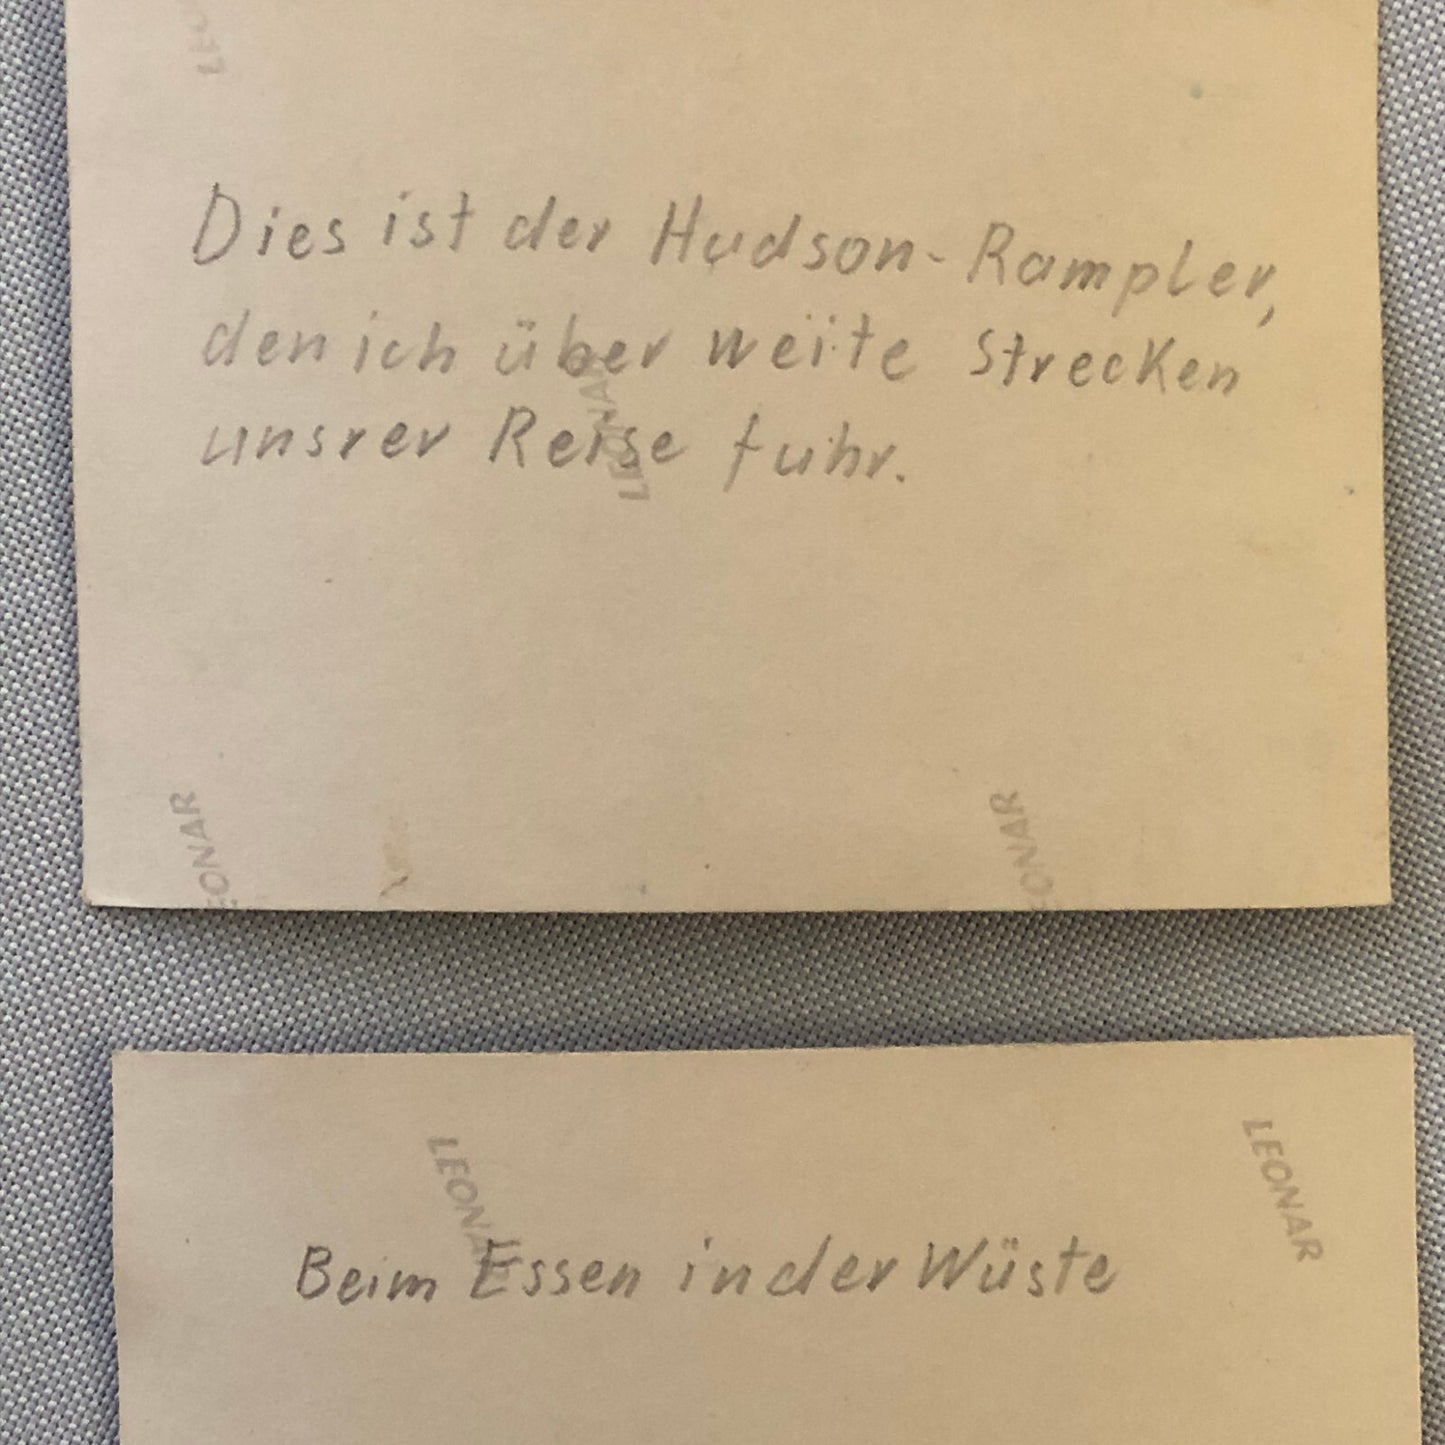 LEONAR
Dies ist der Hudson-Rampler,
den ich über weite Strecken
unsrer Reise fuhr.
LEONAR
LEONAR
LEONAR
LEONAR
Beim Essen in der Wüste